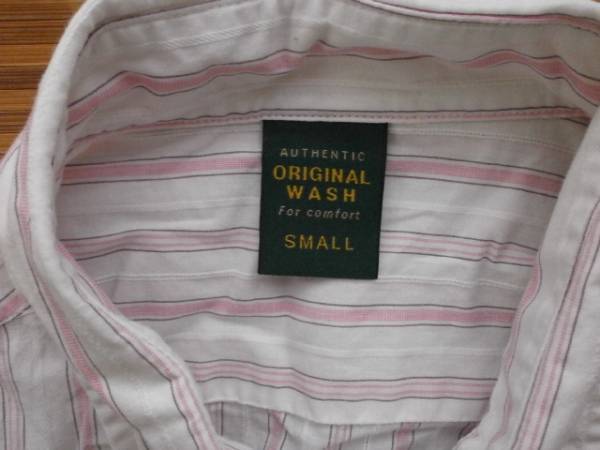 AUTHENTIC
ORIGINAL
WASH
For comfort
SMALL